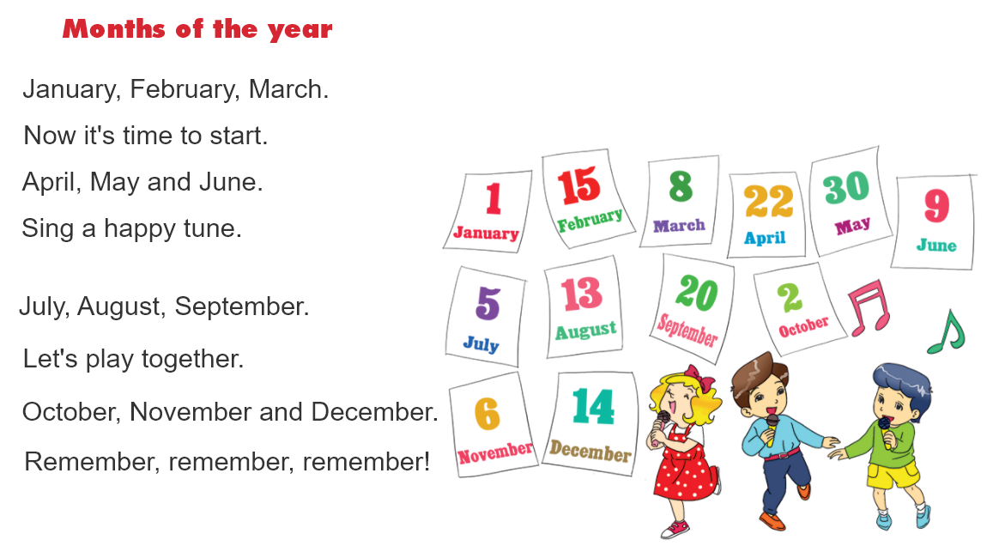 Months of the year
January, February, March.
Now it's time to start.
April, May and June.
Sing a happy tune.
July, August, September.
Let's play together.
October, November and December.
Remember, remember, remember!
1
January
15
February
8
March
22
April
30
May
9
June
5
July
13
August
20
September
2
October
6
November
14
December